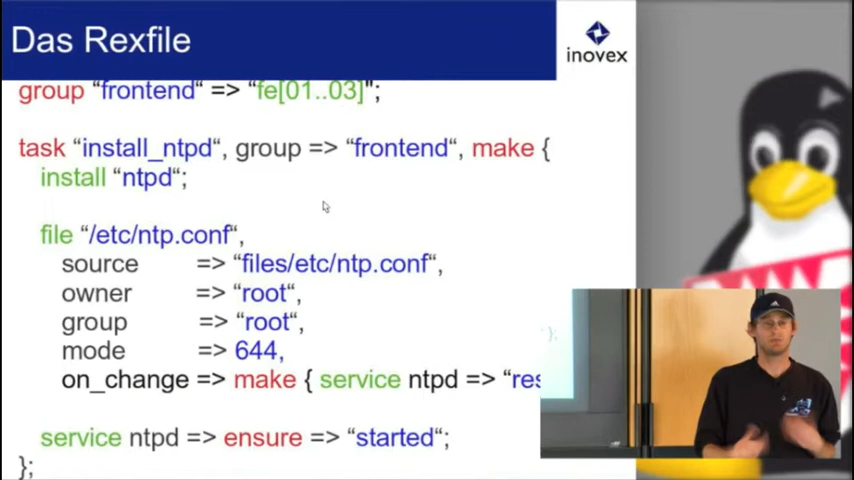 Das Rexfile
inovex
group “frontend“ => “fe[01..03]";
task “install_ntpd“, group => “frontend“, make {
install “ntpd“;
file “/etc/ntp.conf“,
source => “files/etc/ntp.conf“,
owner => “root“,
group => “root“,
mode => 644,
on_change => make { service ntpd => “res
service ntpd => ensure => “started“;
};